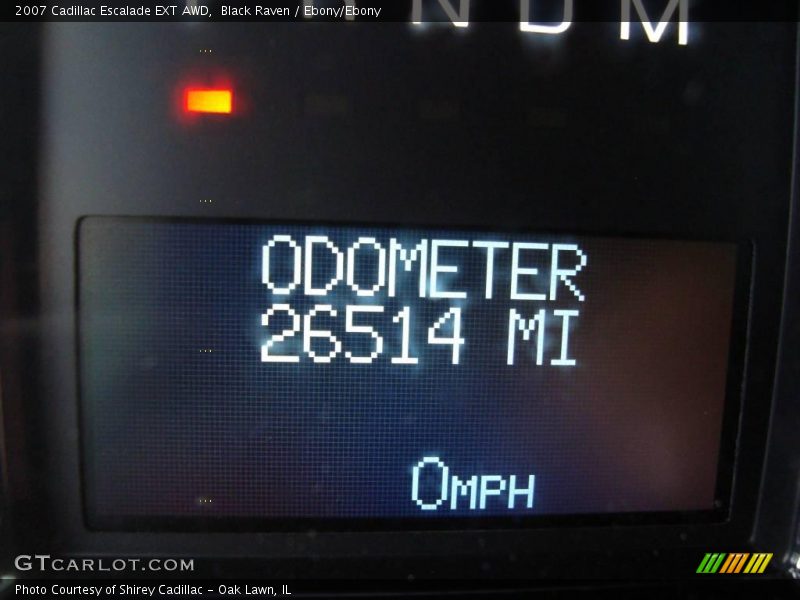 2007 Cadillac Escalade EXT AWD, Black Raven / Ebony/Ebony
N D M
ODOMETER
26514 MI
0MPH
GTCARLOT.COM
Photo Courtesy of Shirey Cadillac - Oak Lawn, IL